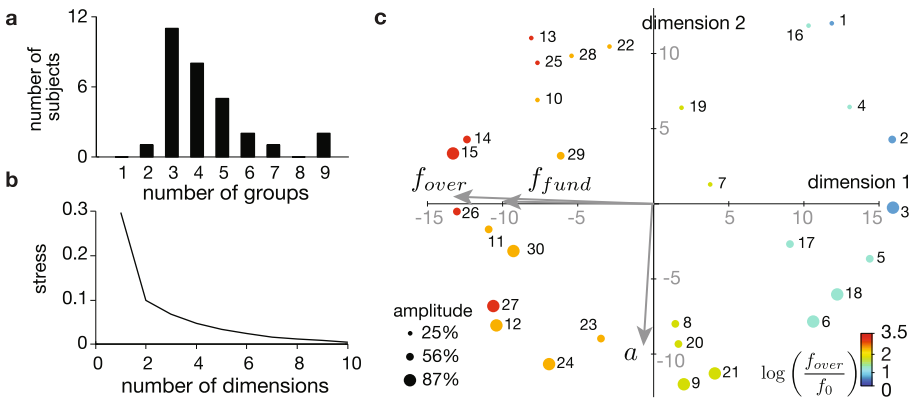 a
12
6
0
number of
subjects
1 2 3 4 5 6 7 8 9
number of groups
b
0.3
0.2
0.1
0
stress
0 2 4 6 8 10
number of dimensions
c
dimension 2
13
25
28
22
16
1
10
10
19
4
14
15
5
2
29
7
dimension 1
f_over
f_fund
-15 -10 -5
5 10 15
3
26
11
30
17
5
-5
18
27
12
23
8
6
20
a
-10
24
9
21
amplitude
25%
56%
87%
log(f_over/f_0)
3.5
2
1
0